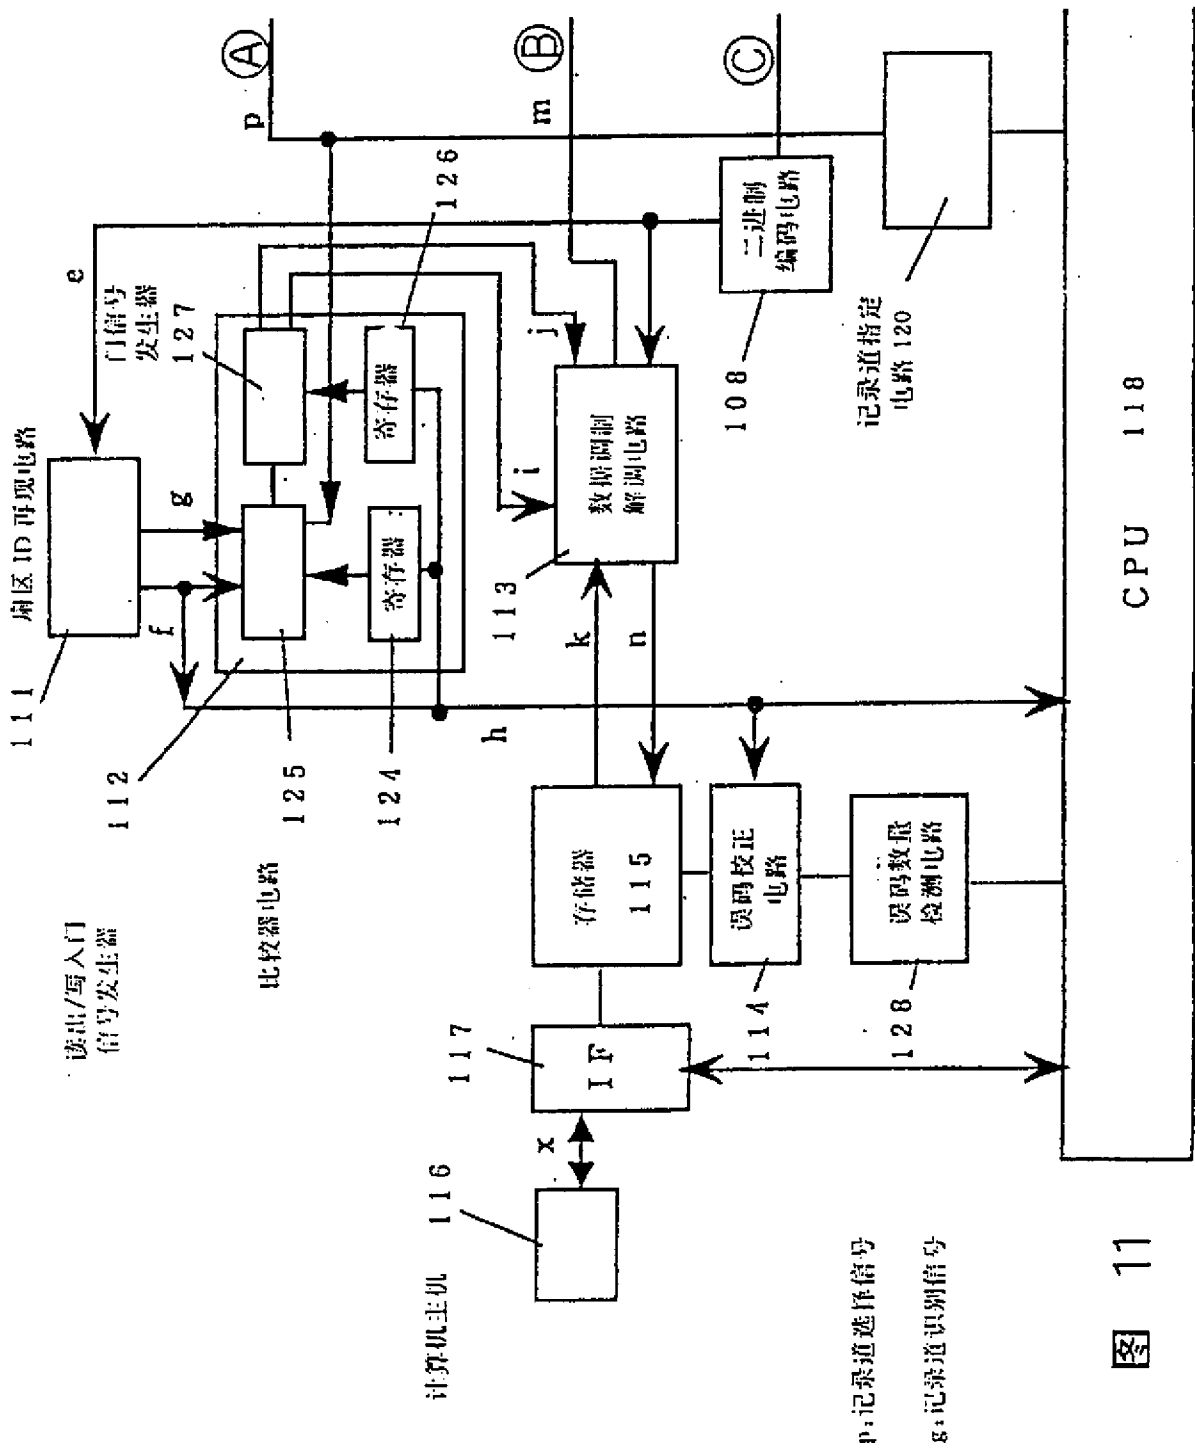 111
扇区 ID 再现电路
读出/写入门
信号发生器
112
e
门信号
发生器
127
f
g
A
p
比较器电路
125
124
寄存器
寄存器
126
计算机主机
116
117
h
113
i
j
B
m
x
IF
存储器
115
k
n
数据调制
解调电路
C
误码校正
电路
114
108
二进制
编码电路
128
误码数量
检测电路
记录道指定
电路 120
p:记录道选择信号
g:记录道识别信号
CPU 118
图 11